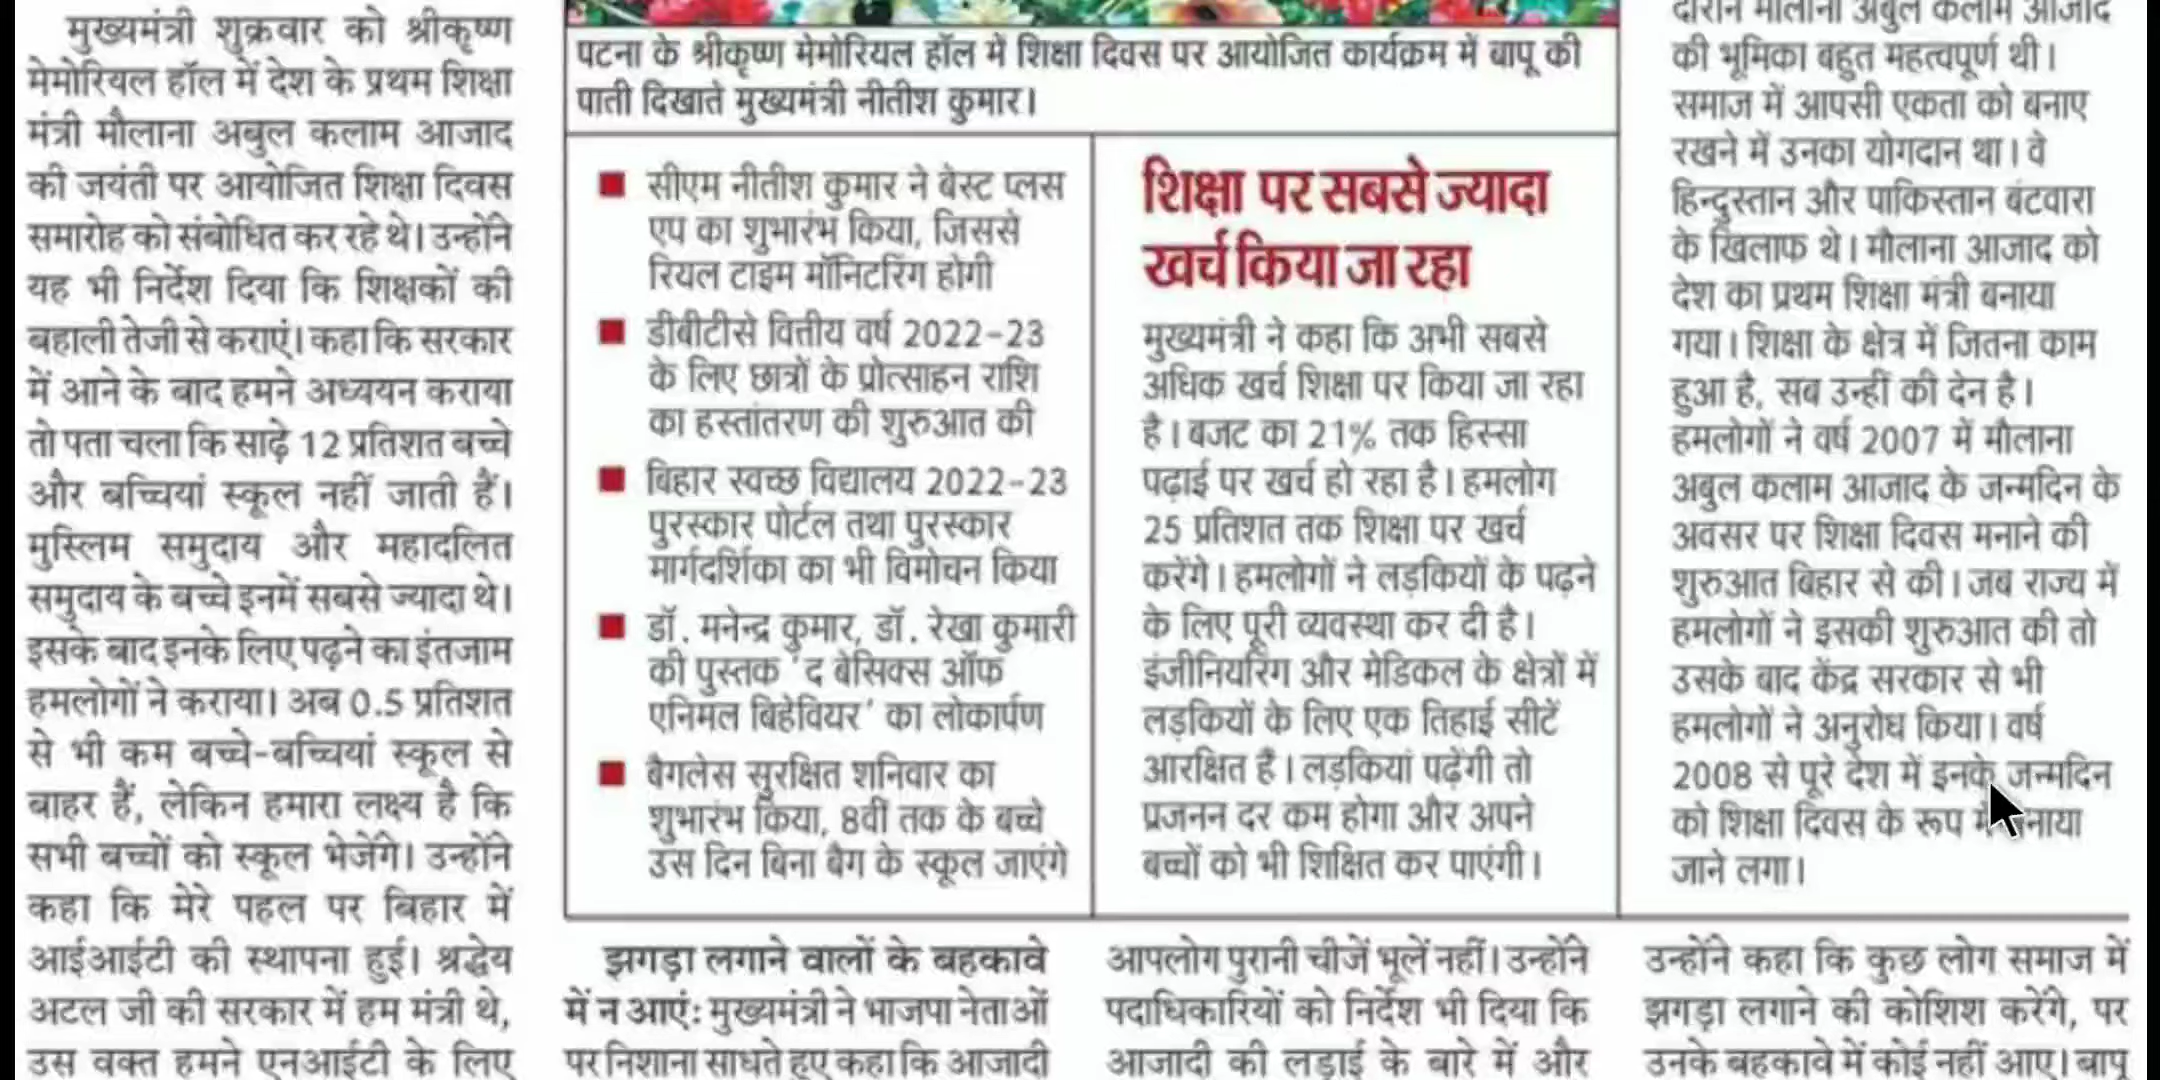 मुख्यमंत्री शुक्रवार को श्रीकृष्ण
मेमोरियल हॉल में देश के प्रथम शिक्षा
मंत्री मौलाना अबुल कलाम आजाद
की जयंती पर आयोजित शिक्षा दिवस
समारोह को संबोधित कर रहे थे। उन्होंने
यह भी निर्देश दिया कि शिक्षकों की
बहाली तेजी से कराएं। कहा कि सरकार
में आने के बाद हमने अध्ययन कराया
तो पता चला कि साढ़े 12 प्रतिशत बच्चे
और बच्चियां स्कूल नहीं जाती हैं।
मुस्लिम समुदाय और महादलित
समुदाय के बच्चे इनमें सबसे ज्यादा थे।
इसके बाद इनके लिए पढ़ने का इंतजाम
हमलोगों ने कराया। अब 0.5 प्रतिशत
से भी कम बच्चे-बच्चियां स्कूल से
बाहर हैं, लेकिन हमारा लक्ष्य है कि
सभी बच्चों को स्कूल भेजेंगे। उन्होंने
कहा कि मेरे पहल पर बिहार में
आईआईटी की स्थापना हुई। श्रद्धेय
अटल जी की सरकार में हम मंत्री थे,
उस वक्त हमने एनआईटी के लिए
पटना के श्रीकृष्ण मेमोरियल हॉल में शिक्षा दिवस पर आयोजित कार्यक्रम में बापू की
पाती दिखाते मुख्यमंत्री नीतीश कुमार।
■ सीएम नीतीश कुमार ने बेस्ट प्लस
एप का शुभारंभ किया, जिससे
रियल टाइम मॉनिटरिंग होगी
■ डीबीटीसे वित्तीय वर्ष 2022-23
के लिए छात्रों के प्रोत्साहन राशि
का हस्तांतरण की शुरुआत की
■ बिहार स्वच्छ विद्यालय 2022-23
पुरस्कार पोर्टल तथा पुरस्कार
मार्गदर्शिका का भी विमोचन किया
■ डॉ. मनेन्द्र कुमार, डॉ. रेखा कुमारी
की पुस्तक ‘द बेसिक्स ऑफ
एनिमल बिहेवियर’ का लोकार्पण
■ बैगलेस सुरक्षित शनिवार का
शुभारंभ किया, 8वीं तक के बच्चे
उस दिन बिना बैग के स्कूल जाएंगे
शिक्षा पर सबसे ज्यादा
खर्च किया जा रहा
मुख्यमंत्री ने कहा कि अभी सबसे
अधिक खर्च शिक्षा पर किया जा रहा
है। बजट का 21% तक हिस्सा
पढ़ाई पर खर्च हो रहा है। हमलोग
25 प्रतिशत तक शिक्षा पर खर्च
करेंगे। हमलोगों ने लड़कियों के पढ़ने
के लिए पूरी व्यवस्था कर दी है।
इंजीनियरिंग और मेडिकल के क्षेत्रों में
लड़कियों के लिए एक तिहाई सीटें
आरक्षित हैं। लड़कियां पढ़ेंगी तो
प्रजनन दर कम होगा और अपने
बच्चों को भी शिक्षित कर पाएंगी।
दौरान मौलाना अबुल कलाम आजाद
की भूमिका बहुत महत्वपूर्ण थी।
समाज में आपसी एकता को बनाए
रखने में उनका योगदान था। वे
हिन्दुस्तान और पाकिस्तान बंटवारा
के खिलाफ थे। मौलाना आजाद को
देश का प्रथम शिक्षा मंत्री बनाया
गया। शिक्षा के क्षेत्र में जितना काम
हुआ है, सब उन्हीं की देन है।
हमलोगों ने वर्ष 2007 में मौलाना
अबुल कलाम आजाद के जन्मदिन के
अवसर पर शिक्षा दिवस मनाने की
शुरुआत बिहार से की। जब राज्य में
हमलोगों ने इसकी शुरुआत की तो
उसके बाद केंद्र सरकार से भी
हमलोगों ने अनुरोध किया। वर्ष
2008 से पूरे देश में इनके जन्मदिन
को शिक्षा दिवस के रूप में मनाया
जाने लगा।
झगड़ा लगाने वालों के बहकावे
में न आएं: मुख्यमंत्री ने भाजपा नेताओं
पर निशाना साधते हुए कहा कि आजादी
आपलोग पुरानी चीजें भूलें नहीं। उन्होंने
पदाधिकारियों को निर्देश भी दिया कि
आजादी की लड़ाई के बारे में और
उन्होंने कहा कि कुछ लोग समाज में
झगड़ा लगाने की कोशिश करेंगे, पर
उनके बहकावे में कोई नहीं आए। बापू